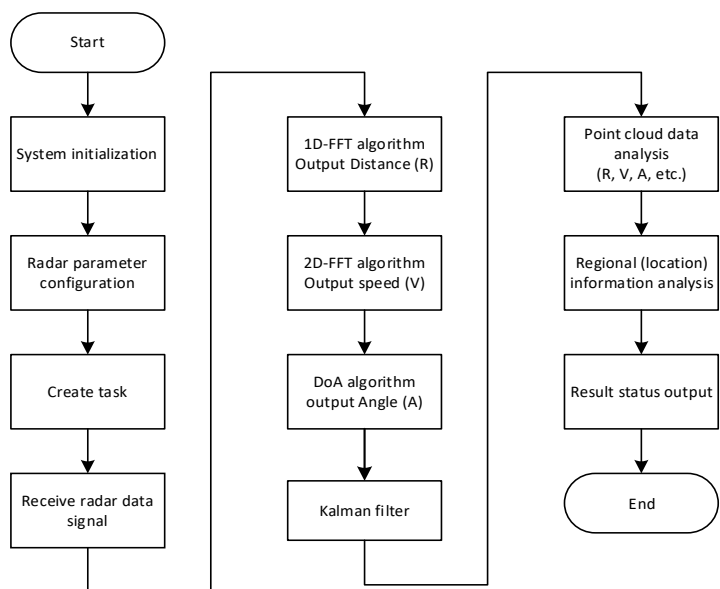 Start
System initialization
Radar parameter
configuration
Create task
Receive radar data
signal
1D-FFT algorithm
Output Distance (R)
2D-FFT algorithm
Output speed (V)
DoA algorithm
output Angle (A)
Kalman filter
Point cloud data
analysis
(R, V, A, etc.)
Regional (location)
information analysis
Result status output
End